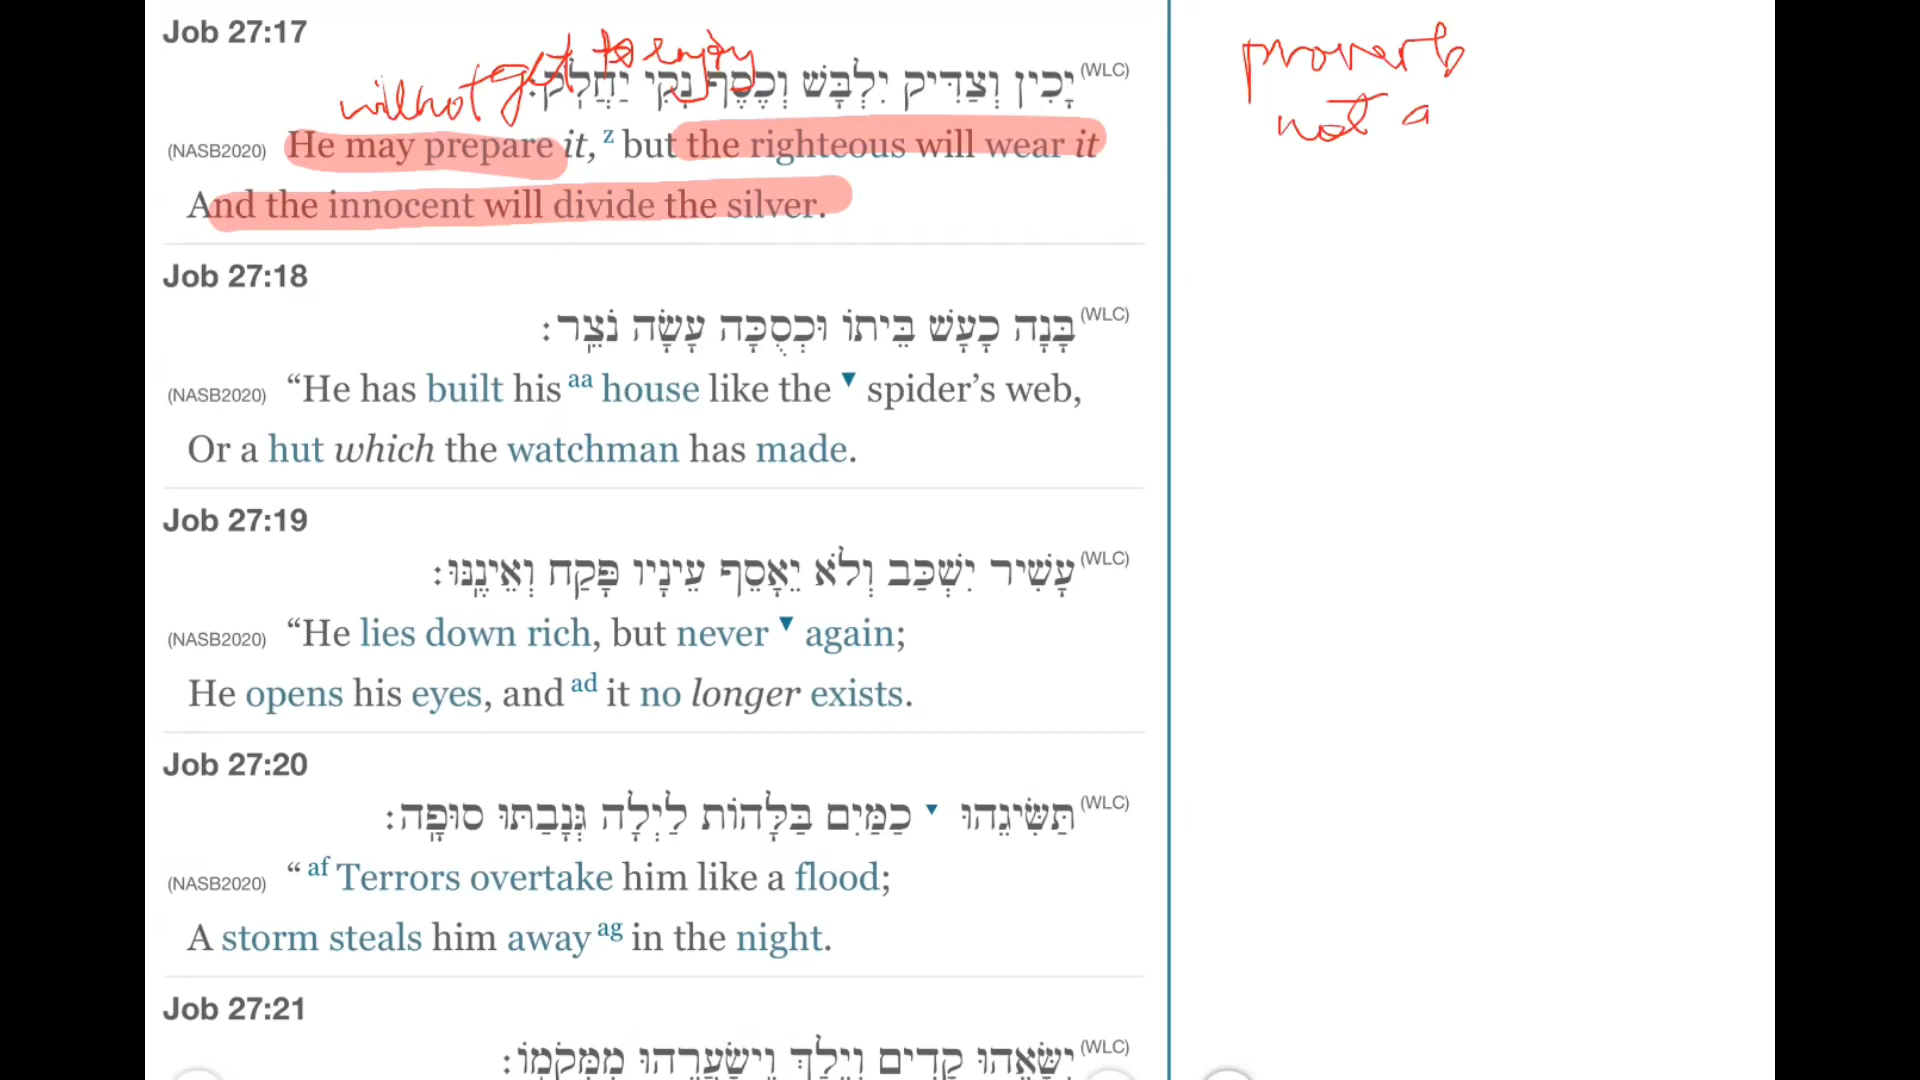 Job 27:17
will not get to enjoy
יָכִין וְצַדִּיק יִלְבָּשׁ וְכֶסֶף נָקִי יַחֲלֹק׃ (WLC)
(NASB2020) He may prepare it, z but the righteous will wear it
And the innocent will divide the silver.
Job 27:18
בָּנָה כָעָשׁ בֵּיתוֹ וּכְסֻכָּה עָשָׂה נֹצֵר׃ (WLC)
(NASB2020) “He has built his aa house like the ▼ spider’s web,
Or a hut which the watchman has made.
Job 27:19
עָשִׁיר יִשְׁכַּב וְלֹא יֵאָסֵף עֵינָיו פָּקַח וְאֵינֶנּוּ׃ (WLC)
(NASB2020) “He lies down rich, but never ▼ again;
He opens his eyes, and ad it no longer exists.
Job 27:20
תַּשִּׂיגֵהוּ ▼ כַמַּיִם בַּלָּהוֹת לַיְלָה גְּנָבַתּוּ סוּפָה׃ (WLC)
(NASB2020) “ af Terrors overtake him like a flood;
A storm steals him away ag in the night.
Job 27:21
יִשָּׂאֵהוּ קָדִים וְיֵלַךְ וִישָׂעֲרֵהוּ מִמְּקֹמוֹ׃ (WLC)
proverb
not a